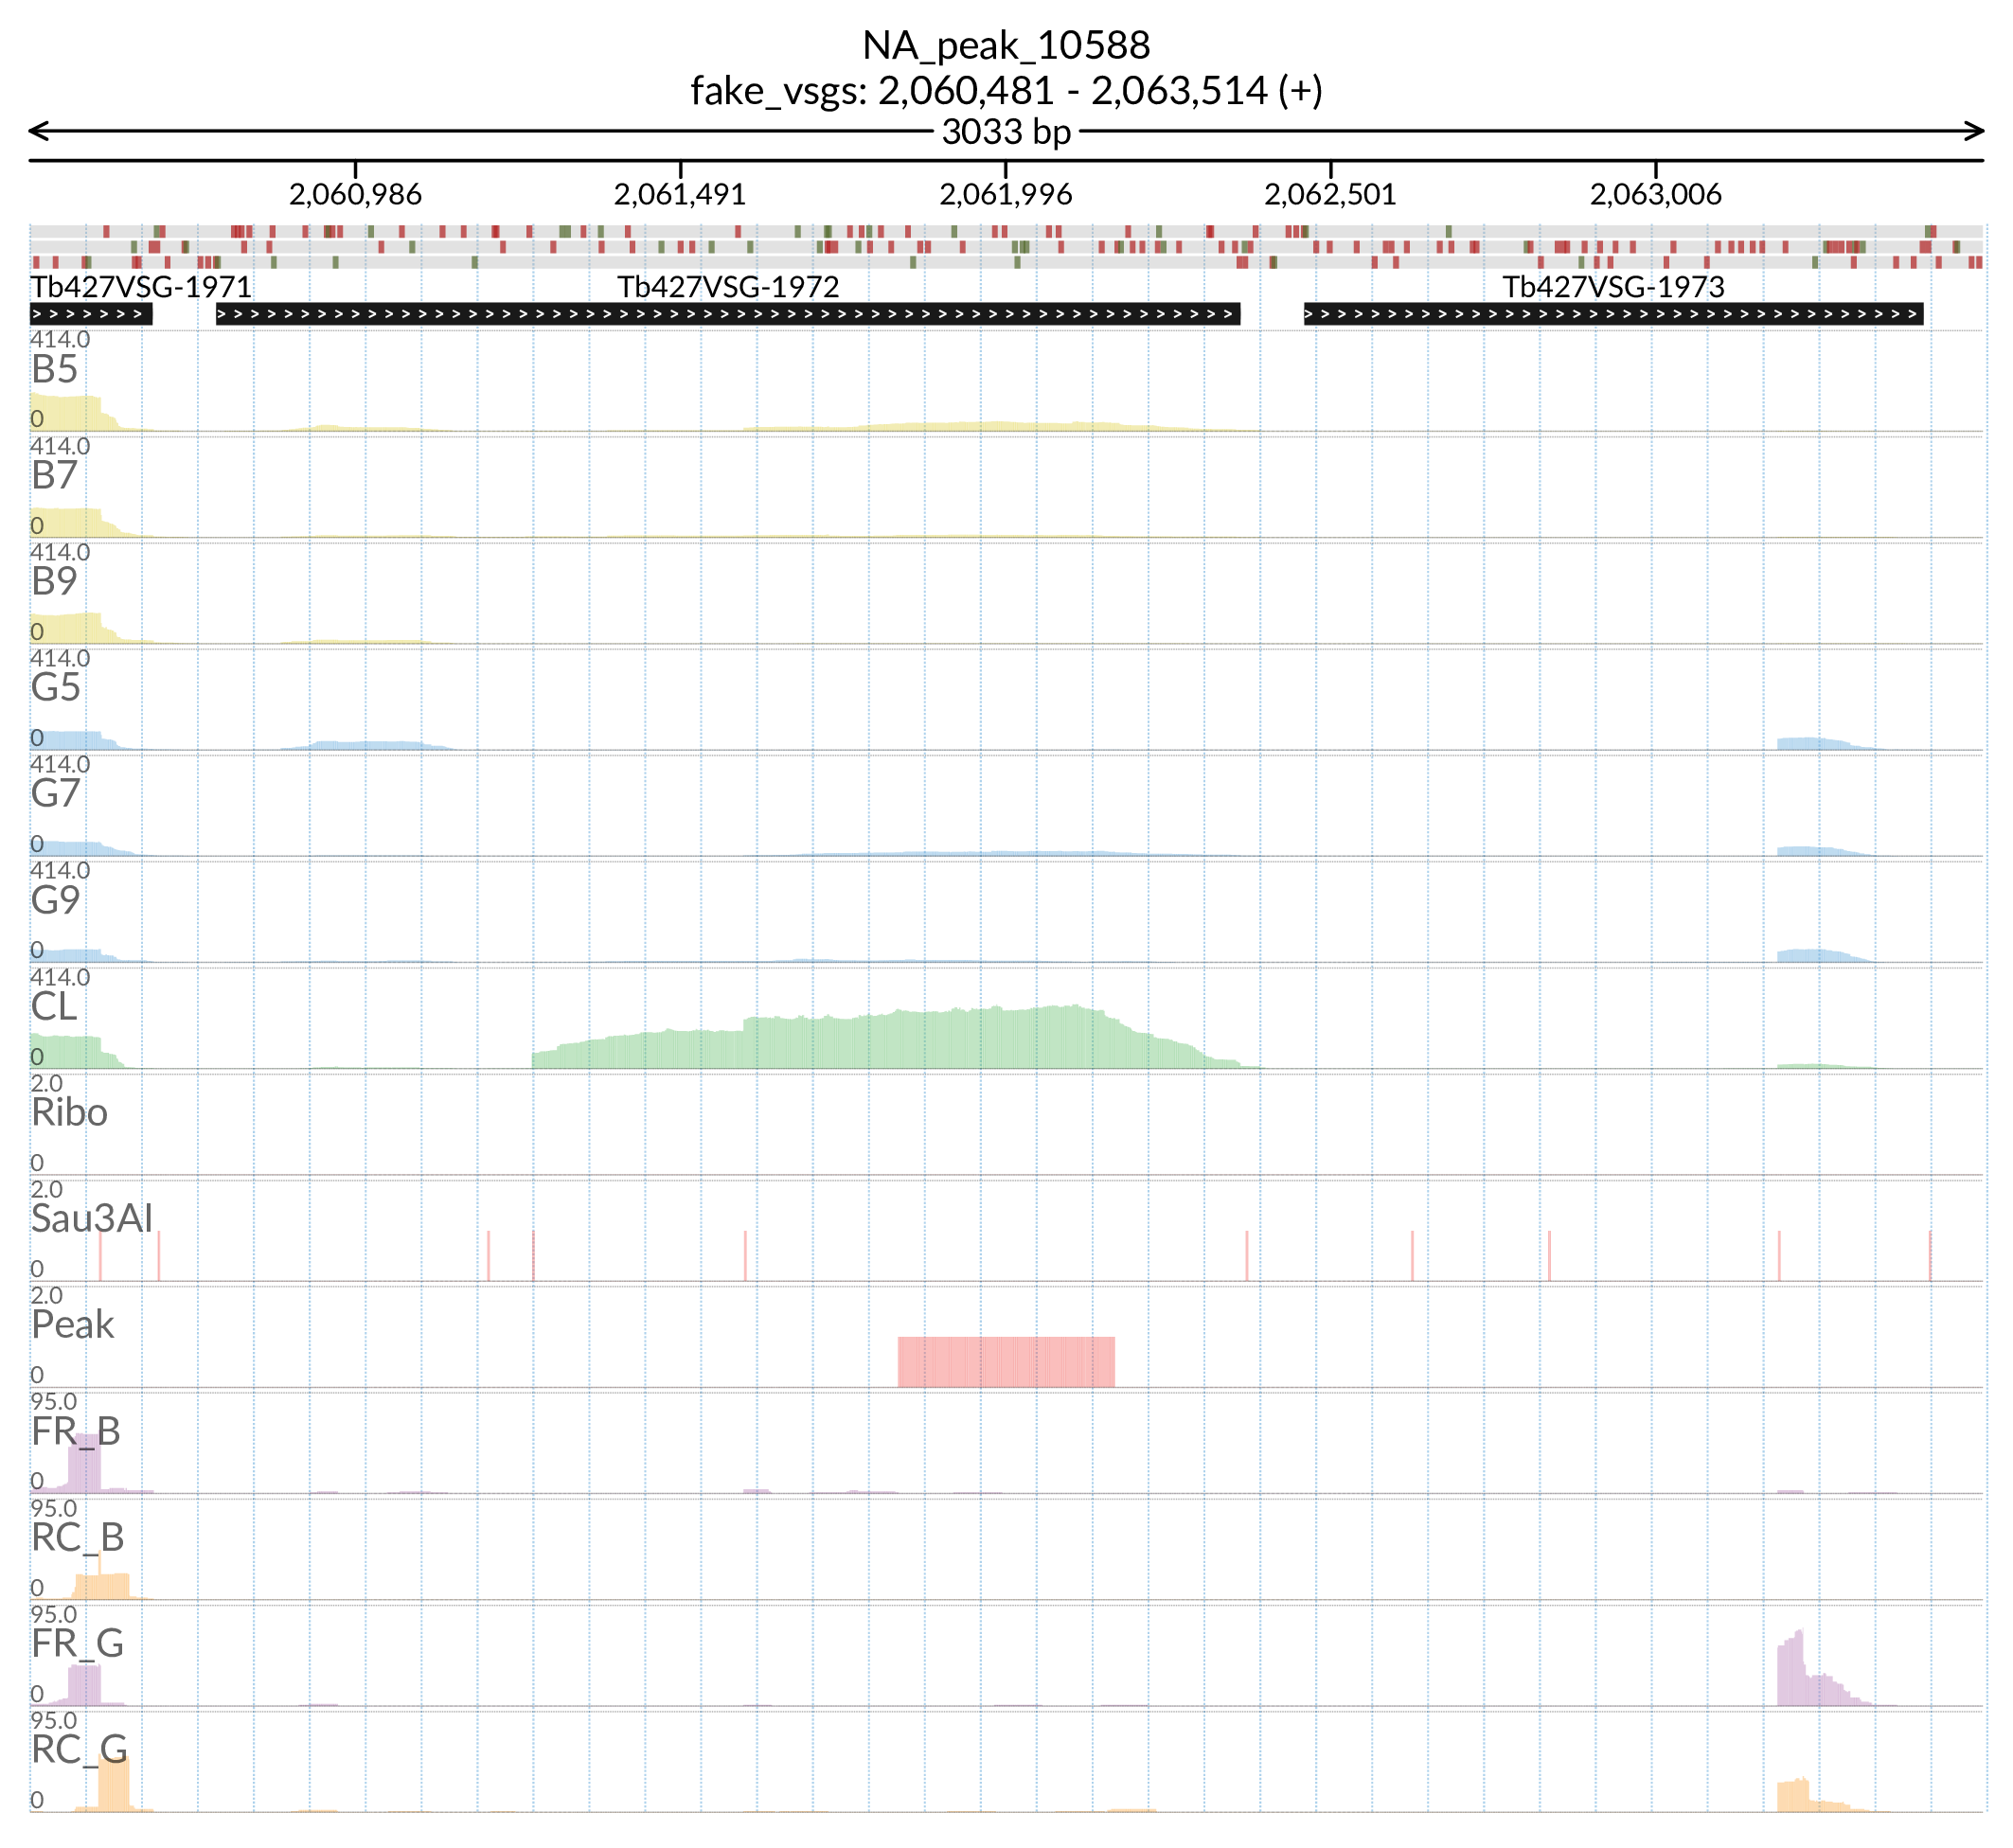 NA_peak_10588
fake_vsgs: 2,060,481 - 2,063,514 (+)
3033 bp
2,060,986 2,061,491 2,061,996 2,062,501 2,063,006
Tb427VSG-1971 Tb427VSG-1972 Tb427VSG-1973
414.0
B5
0
414.0
B7
0
414.0
B9
0
414.0
G5
0
414.0
G7
0
414.0
G9
0
414.0
CL
0
2.0
Ribo
0
2.0
Sau3AI
0
2.0
Peak
0
95.0
FR_B
0
95.0
RC_B
0
95.0
FR_G
0
95.0
RC_G
0